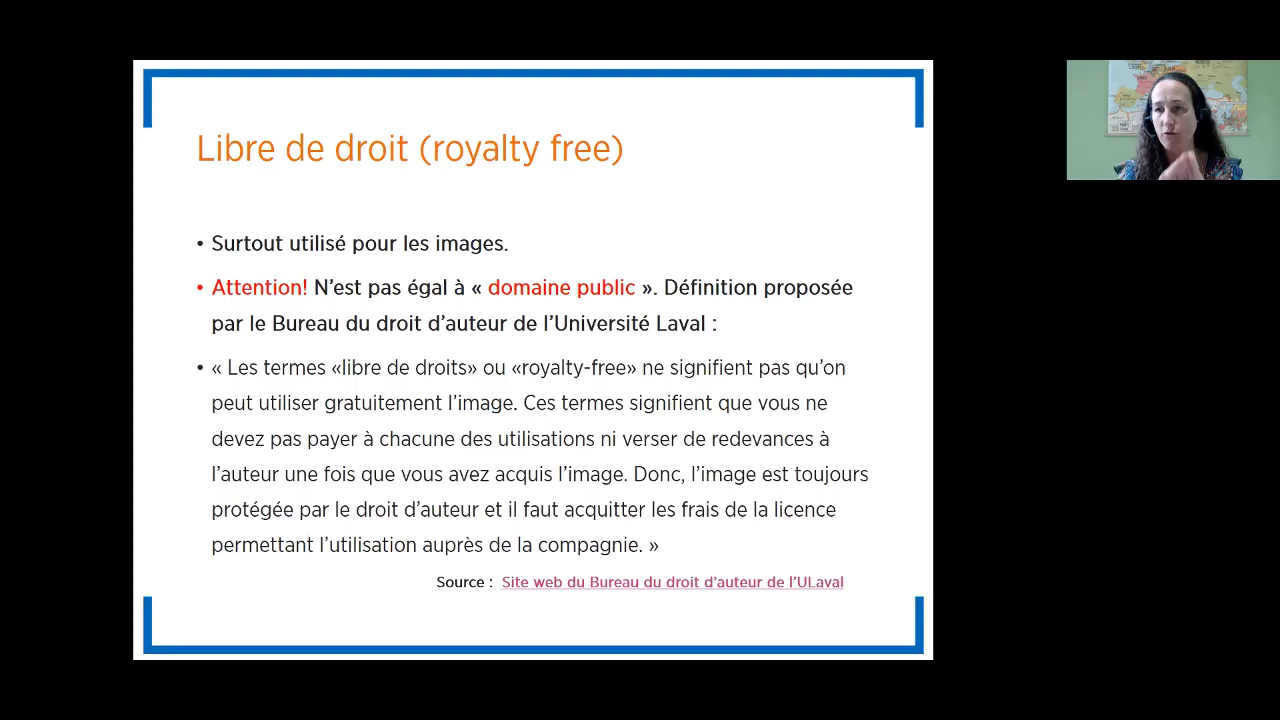 Libre de droit (royalty free)
• Surtout utilisé pour les images.
• Attention! N'est pas égal à « domaine public ». Définition proposée
par le Bureau du droit d'auteur de l'Université Laval :
• « Les termes «libre de droits» ou «royalty-free» ne signifient pas qu'on
peut utiliser gratuitement l'image. Ces termes signifient que vous ne
devez pas payer à chacune des utilisations ni verser de redevances à
l'auteur une fois que vous avez acquis l'image. Donc, l'image est toujours
protégée par le droit d'auteur et il faut acquitter les frais de la licence
permettant l'utilisation auprès de la compagnie. »
Source : Site web du Bureau du droit d'auteur de l'ULaval